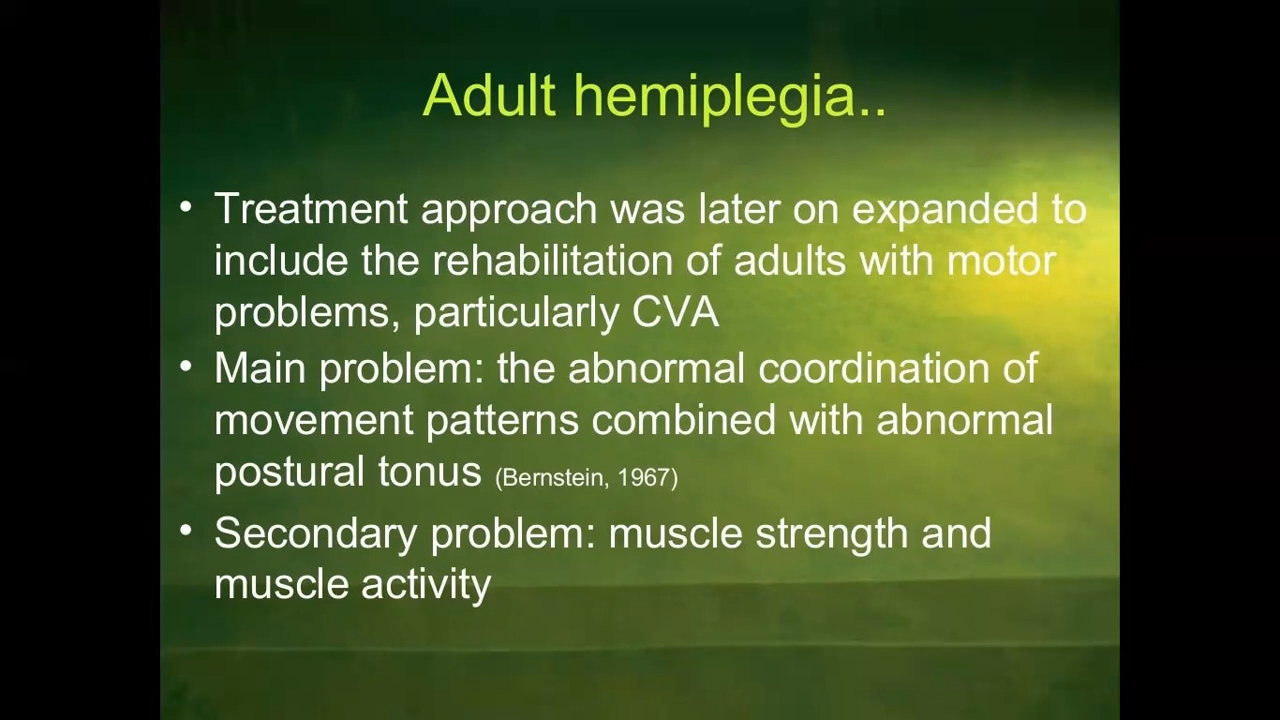 Adult hemiplegia..
• Treatment approach was later on expanded to
include the rehabilitation of adults with motor
problems, particularly CVA
• Main problem: the abnormal coordination of
movement patterns combined with abnormal
postural tonus (Bernstein, 1967)
• Secondary problem: muscle strength and
muscle activity